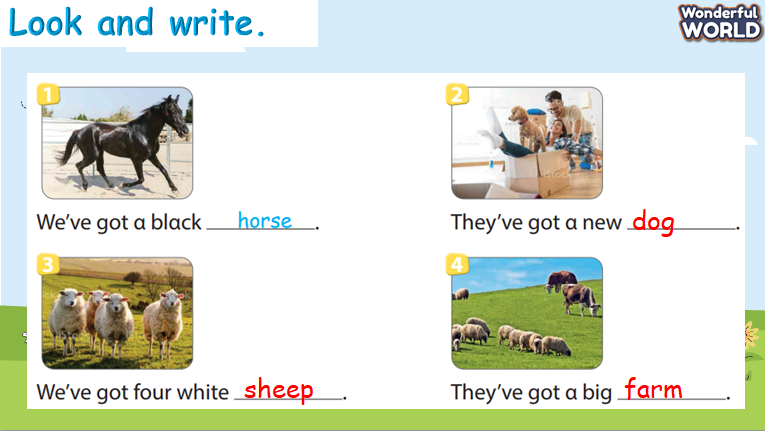 Look and write.
Wonderful
WORLD
1
2
We've got a black horse.
They've got a new dog.
3
4
We've got four white sheep.
They've got a big farm.